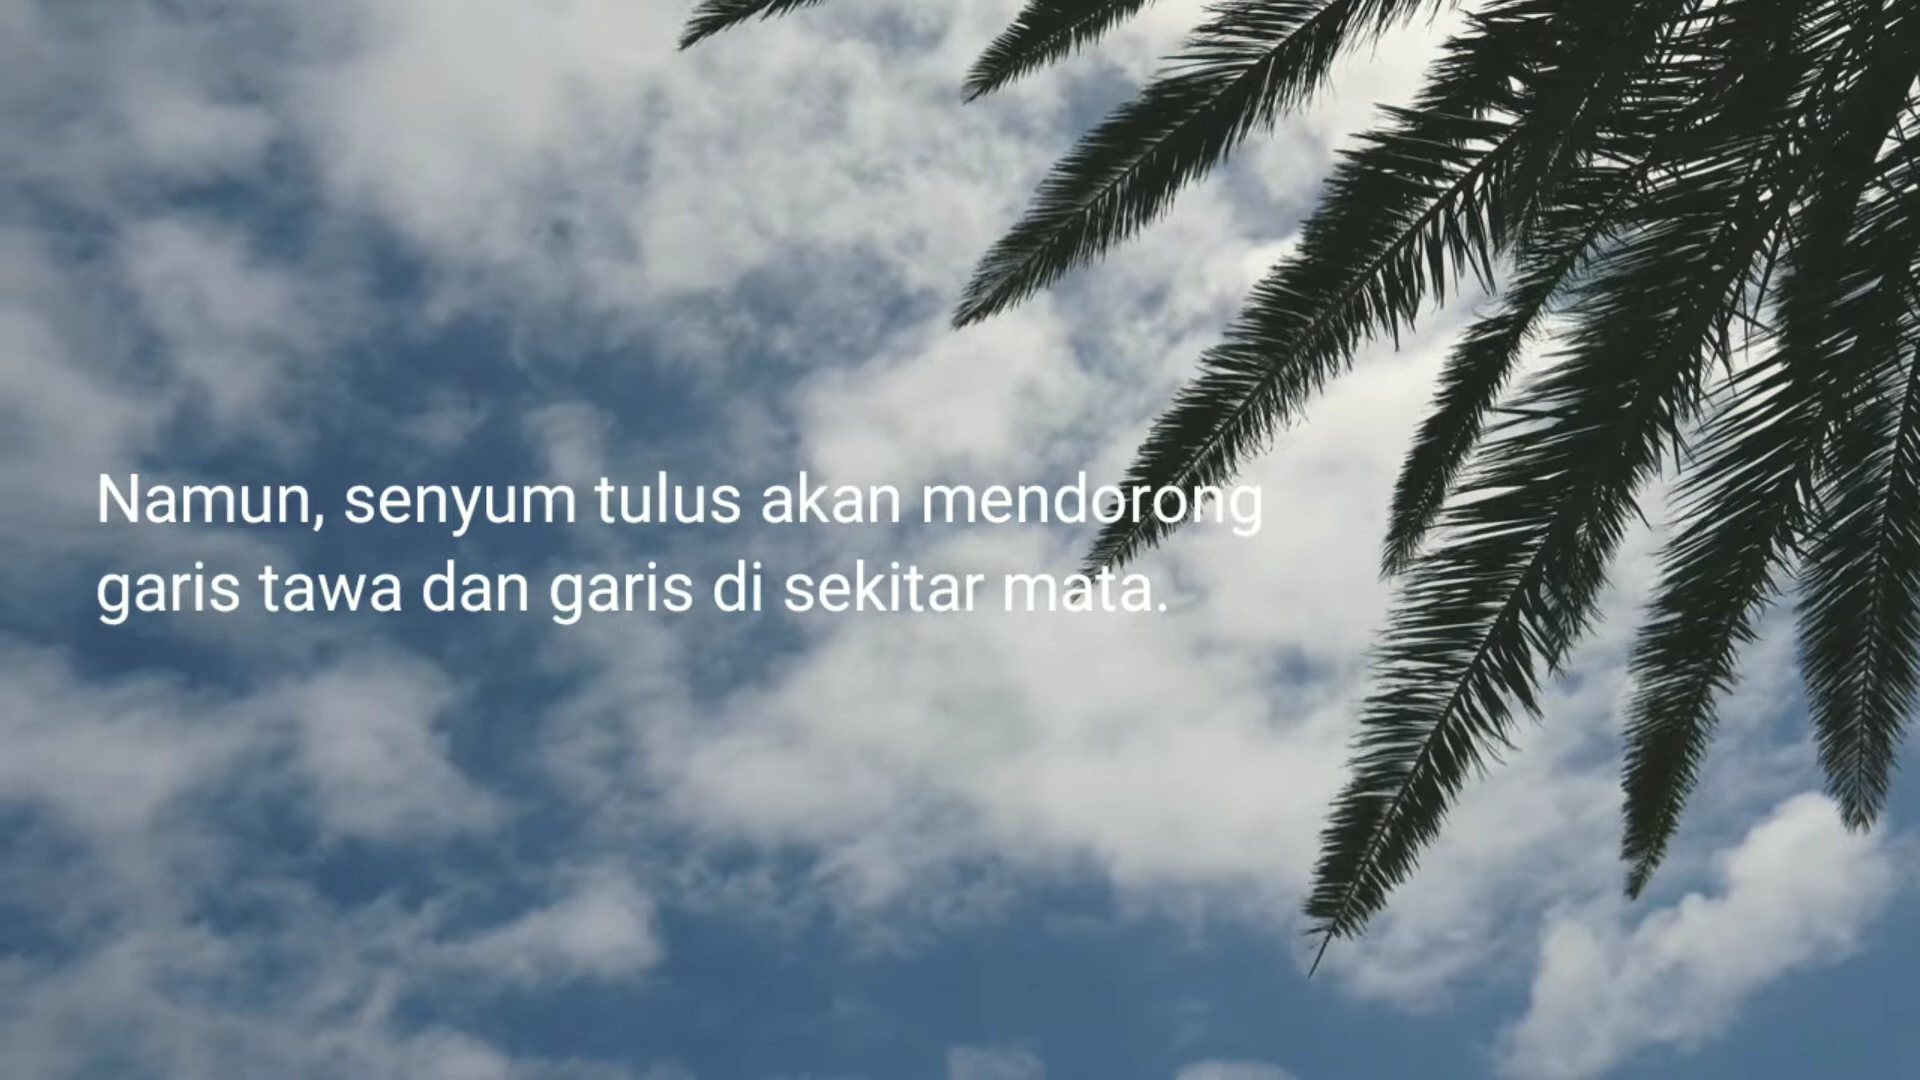 Namun, senyum tulus akan mendorong
garis tawa dan garis di sekitar mata.